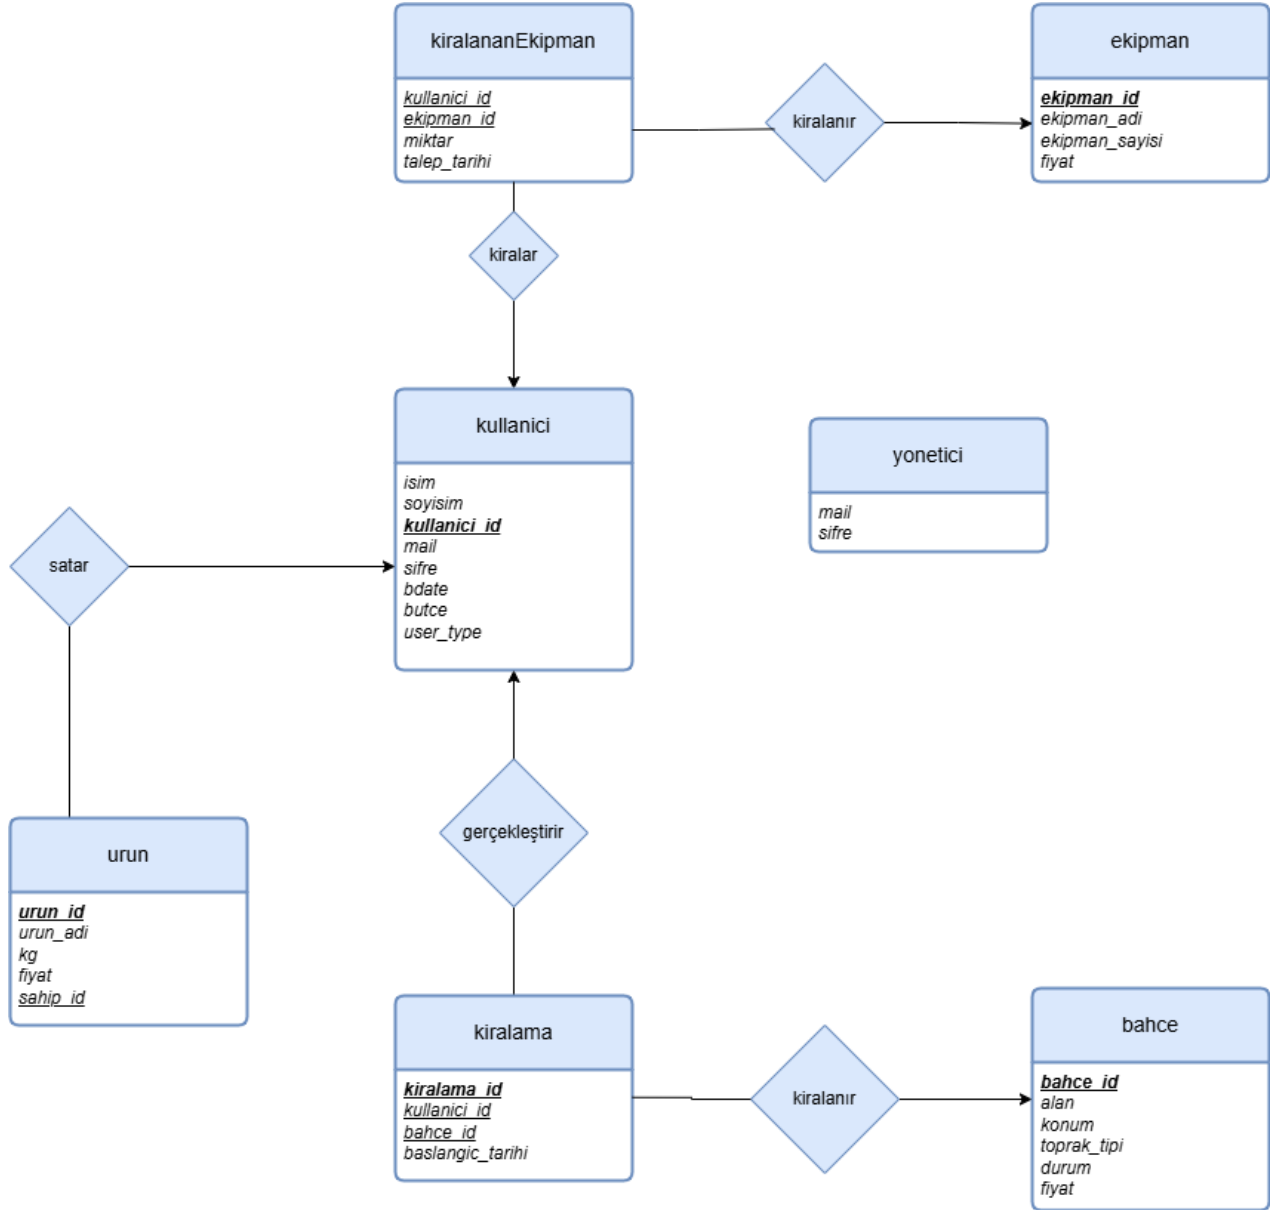 kiralananEkipman
kullanici_id
ekipman_id
miktar
talep_tarihi
kiralanır
ekipman
ekipman_id
ekipman_adi
ekipman_sayisi
fiyat
kiralar
kullanici
isim
soyisim
kullanici_id
mail
sifre
bdate
butce
user_type
yonetici
mail
sifre
satar
urun
urun_id
urun_adi
kg
fiyat
sahip_id
gerçekleştirir
kiralama
kiralama_id
kullanici_id
bahce_id
baslangic_tarihi
kiralanır
bahce
bahce_id
alan
konum
toprak_tipi
durum
fiyat